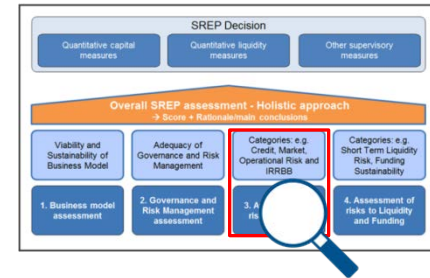 SREP Decision
Quantitative capital
measures
Quantitative liquidity
measures
Other supervisory
measures
Overall SREP assessment - Holistic approach
→ Score + Rationale/main conclusions
Viability and
Sustainability of
Business Model
Adequacy of
Governance and Risk
Management
Categories: e.g.
Credit, Market,
Operational Risk and
IRRBB
Categories: e.g.
Short Term Liquidity
Risk, Funding
Sustainability
1. Business model
assessment
2. Governance and
Risk Management
assessment
3. A
ris
4. Assessment of
risks to Liquidity
and Funding